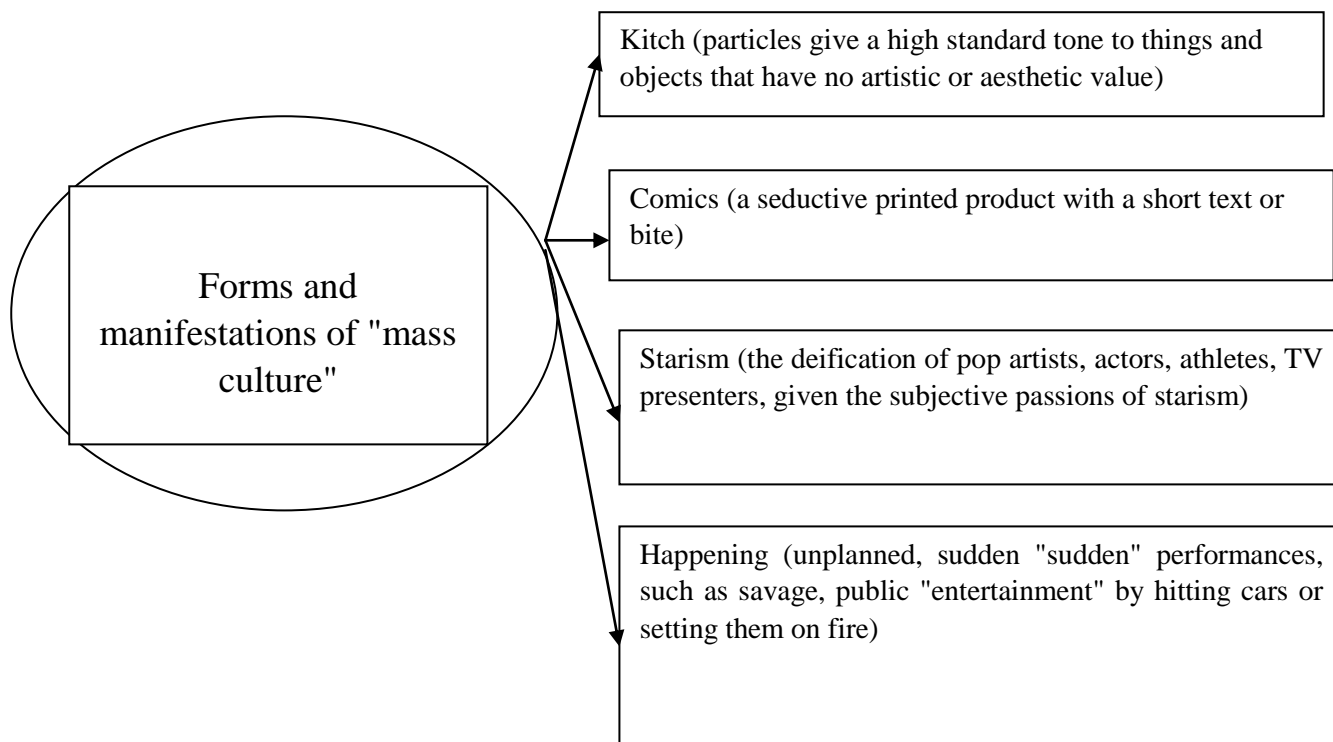 Kitch (particles give a high standard tone to things and
objects that have no artistic or aesthetic value)
Comics (a seductive printed product with a short text or
bite)
Forms and
manifestations of "mass
culture"
Starism (the deification of pop artists, actors, athletes, TV
presenters, given the subjective passions of starism)
Happening (unplanned, sudden "sudden" performances,
such as savage, public "entertainment" by hitting cars or
setting them on fire)